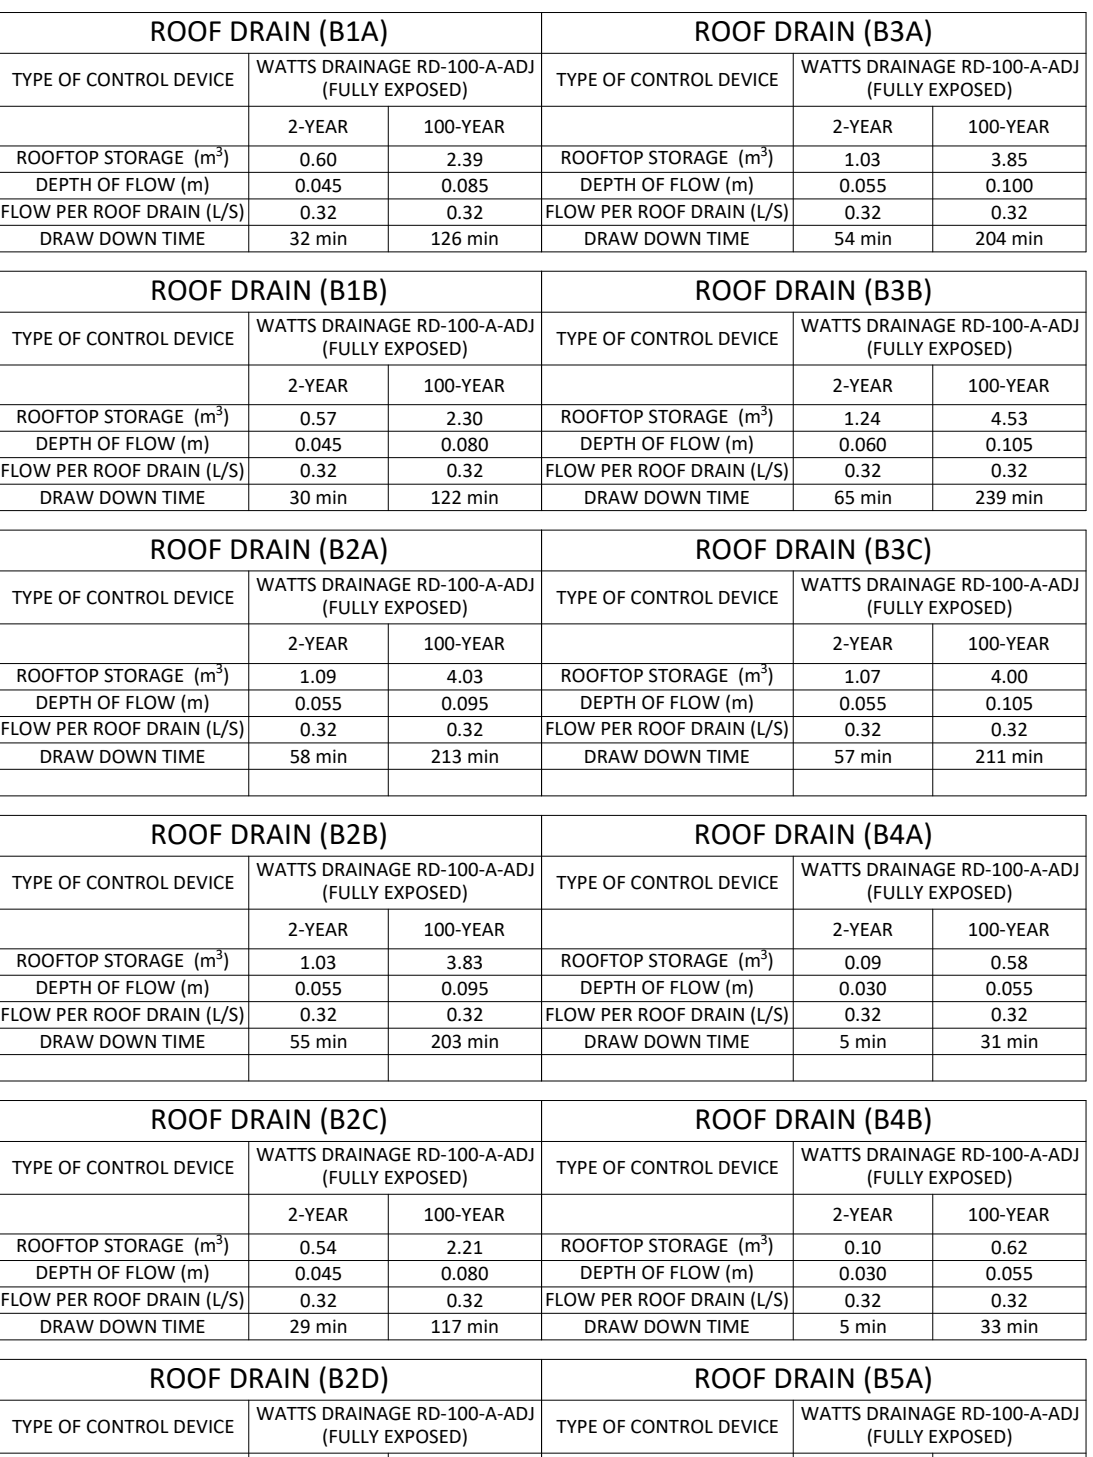 ROOF DRAIN (B1A) ROOF DRAIN (B3A)
TYPE OF CONTROL DEVICE WATTS DRAINAGE RD-100-A-ADJ (FULLY EXPOSED) TYPE OF CONTROL DEVICE WATTS DRAINAGE RD-100-A-ADJ (FULLY EXPOSED)
2-YEAR 100-YEAR 2-YEAR 100-YEAR
ROOFTOP STORAGE (m³) 0.60 2.39 ROOFTOP STORAGE (m³) 1.03 3.85
DEPTH OF FLOW (m) 0.045 0.085 DEPTH OF FLOW (m) 0.055 0.100
FLOW PER ROOF DRAIN (L/S) 0.32 0.32 FLOW PER ROOF DRAIN (L/S) 0.32 0.32
DRAW DOWN TIME 32 min 126 min DRAW DOWN TIME 54 min 204 min
ROOF DRAIN (B1B) ROOF DRAIN (B3B)
TYPE OF CONTROL DEVICE WATTS DRAINAGE RD-100-A-ADJ (FULLY EXPOSED) TYPE OF CONTROL DEVICE WATTS DRAINAGE RD-100-A-ADJ (FULLY EXPOSED)
2-YEAR 100-YEAR 2-YEAR 100-YEAR
ROOFTOP STORAGE (m³) 0.57 2.30 ROOFTOP STORAGE (m³) 1.24 4.53
DEPTH OF FLOW (m) 0.045 0.080 DEPTH OF FLOW (m) 0.060 0.105
FLOW PER ROOF DRAIN (L/S) 0.32 0.32 FLOW PER ROOF DRAIN (L/S) 0.32 0.32
DRAW DOWN TIME 30 min 122 min DRAW DOWN TIME 65 min 239 min
ROOF DRAIN (B2A) ROOF DRAIN (B3C)
TYPE OF CONTROL DEVICE WATTS DRAINAGE RD-100-A-ADJ (FULLY EXPOSED) TYPE OF CONTROL DEVICE WATTS DRAINAGE RD-100-A-ADJ (FULLY EXPOSED)
2-YEAR 100-YEAR 2-YEAR 100-YEAR
ROOFTOP STORAGE (m³) 1.09 4.03 ROOFTOP STORAGE (m³) 1.07 4.00
DEPTH OF FLOW (m) 0.055 0.095 DEPTH OF FLOW (m) 0.055 0.105
FLOW PER ROOF DRAIN (L/S) 0.32 0.32 FLOW PER ROOF DRAIN (L/S) 0.32 0.32
DRAW DOWN TIME 58 min 213 min DRAW DOWN TIME 57 min 211 min
ROOF DRAIN (B2B) ROOF DRAIN (B4A)
TYPE OF CONTROL DEVICE WATTS DRAINAGE RD-100-A-ADJ (FULLY EXPOSED) TYPE OF CONTROL DEVICE WATTS DRAINAGE RD-100-A-ADJ (FULLY EXPOSED)
2-YEAR 100-YEAR 2-YEAR 100-YEAR
ROOFTOP STORAGE (m³) 1.03 3.83 ROOFTOP STORAGE (m³) 0.09 0.58
DEPTH OF FLOW (m) 0.055 0.095 DEPTH OF FLOW (m) 0.030 0.055
FLOW PER ROOF DRAIN (L/S) 0.32 0.32 FLOW PER ROOF DRAIN (L/S) 0.32 0.32
DRAW DOWN TIME 55 min 203 min DRAW DOWN TIME 5 min 31 min
ROOF DRAIN (B2C) ROOF DRAIN (B4B)
TYPE OF CONTROL DEVICE WATTS DRAINAGE RD-100-A-ADJ (FULLY EXPOSED) TYPE OF CONTROL DEVICE WATTS DRAINAGE RD-100-A-ADJ (FULLY EXPOSED)
2-YEAR 100-YEAR 2-YEAR 100-YEAR
ROOFTOP STORAGE (m³) 0.54 2.21 ROOFTOP STORAGE (m³) 0.10 0.62
DEPTH OF FLOW (m) 0.045 0.080 DEPTH OF FLOW (m) 0.030 0.055
FLOW PER ROOF DRAIN (L/S) 0.32 0.32 FLOW PER ROOF DRAIN (L/S) 0.32 0.32
DRAW DOWN TIME 29 min 117 min DRAW DOWN TIME 5 min 33 min
ROOF DRAIN (B2D) ROOF DRAIN (B5A)
TYPE OF CONTROL DEVICE WATTS DRAINAGE RD-100-A-ADJ (FULLY EXPOSED) TYPE OF CONTROL DEVICE WATTS DRAINAGE RD-100-A-ADJ (FULLY EXPOSED)